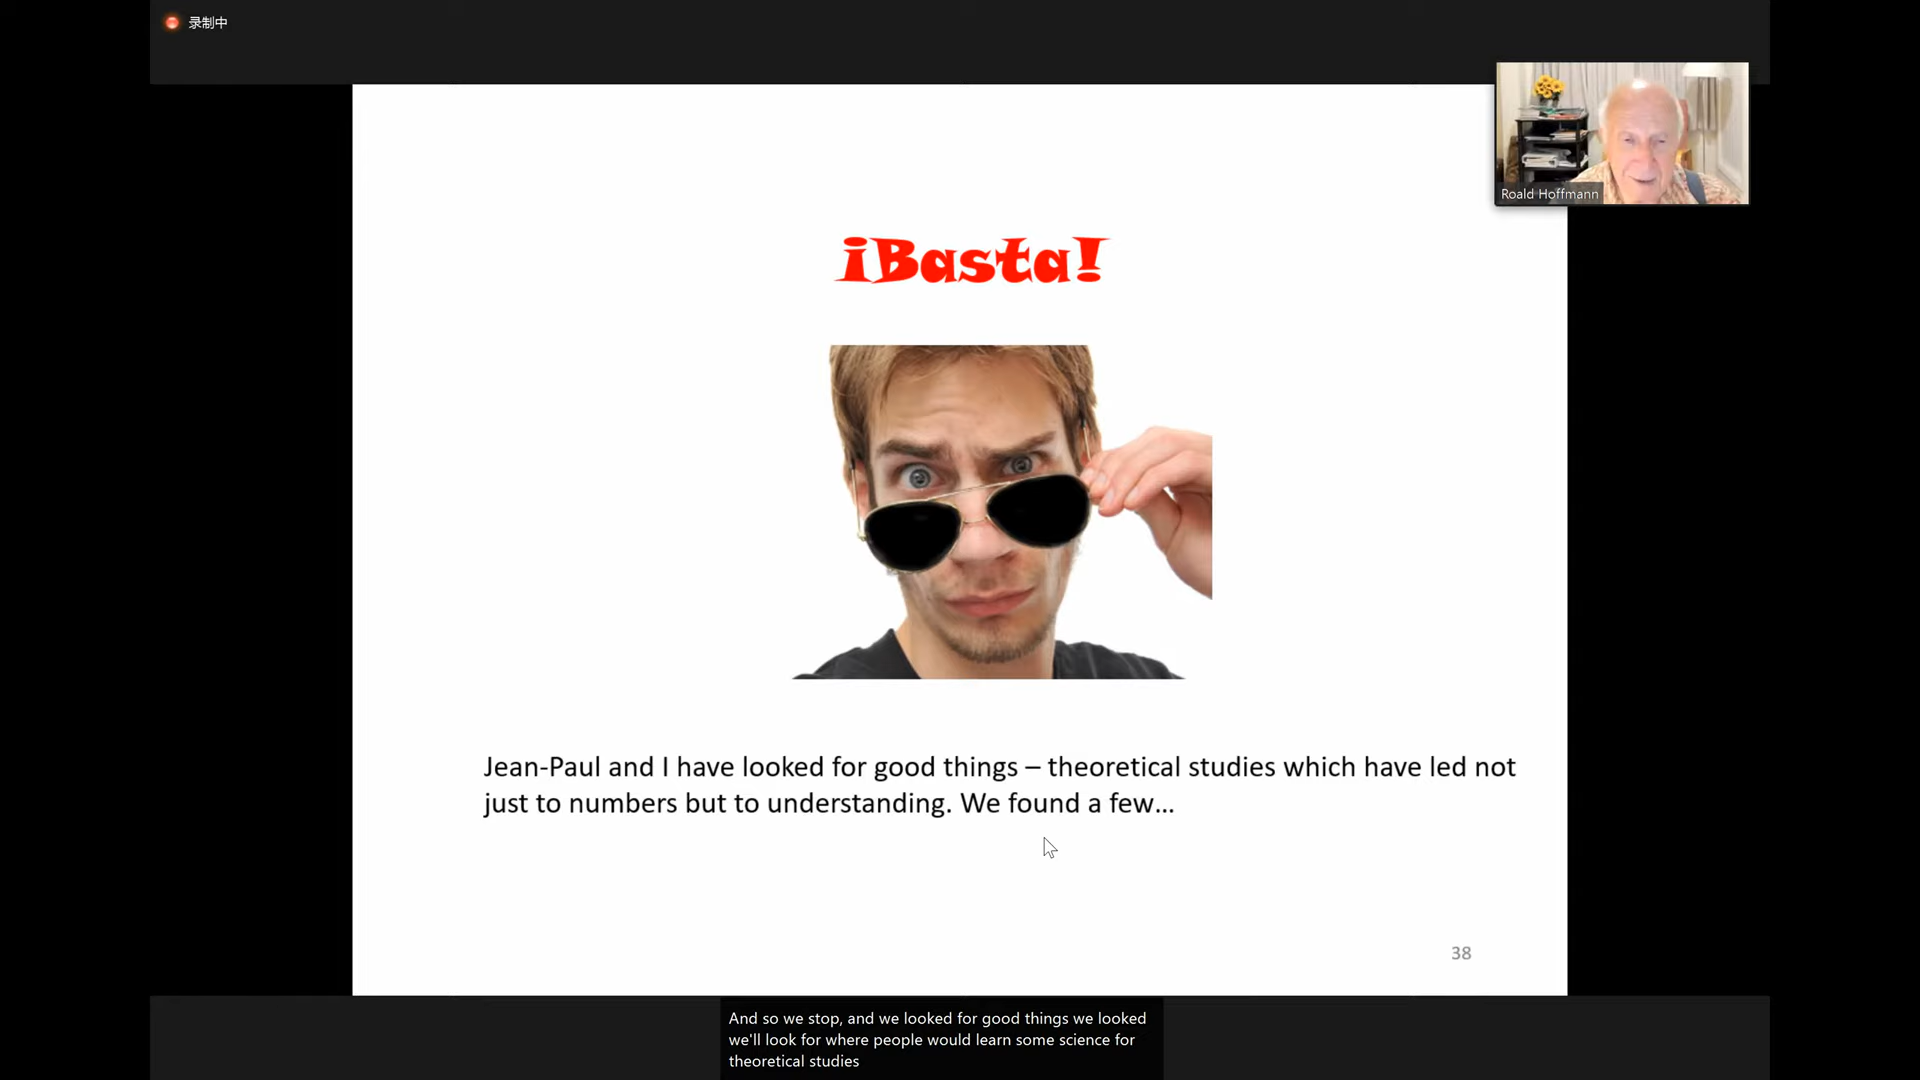 录制中
Roald Hoffmann
¡Basta!
Jean-Paul and I have looked for good things – theoretical studies which have led not
just to numbers but to understanding. We found a few...
38
And so we stop, and we looked for good things we looked
we'll look for where people would learn some science for
theoretical studies